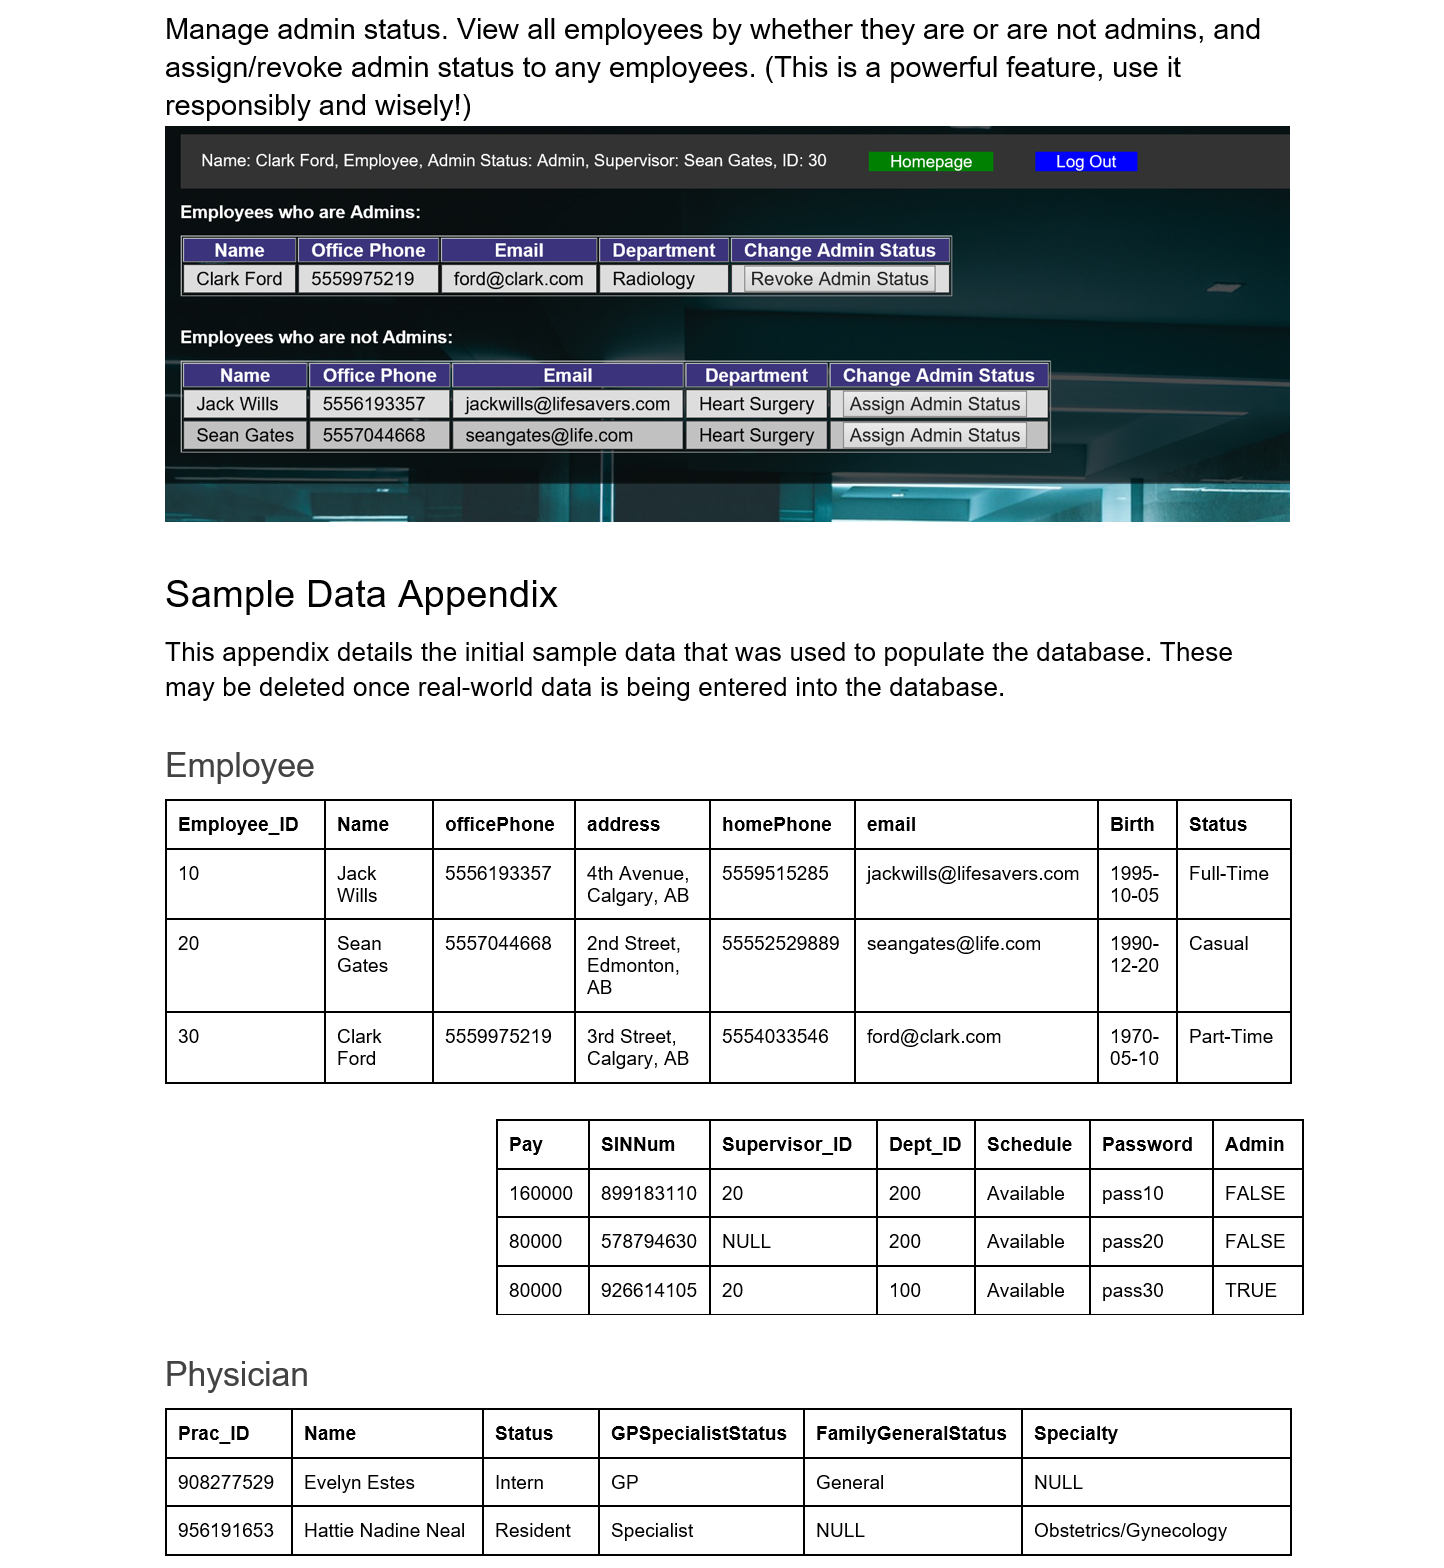 Manage admin status. View all employees by whether they are or are not admins, and
assign/revoke admin status to any employees. (This is a powerful feature, use it
responsibly and wisely!)
Name: Clark Ford, Employee, Admin Status: Admin, Supervisor: Sean Gates, ID: 30 Homepage Log Out
Employees who are Admins:
Name Office Phone Email Department Change Admin Status
Clark Ford 5559975219 ford@clark.com Radiology Revoke Admin Status
Employees who are not Admins:
Name Office Phone Email Department Change Admin Status
Jack Wills 5556193357 jackwills@lifesavers.com Heart Surgery Assign Admin Status
Sean Gates 5557044668 seangates@life.com Heart Surgery Assign Admin Status
Sample Data Appendix
This appendix details the initial sample data that was used to populate the database. These
may be deleted once real-world data is being entered into the database.
Employee
Employee_ID Name officePhone address homePhone email Birth Status
10 Jack 5556193357 4th Avenue, 5559515285 jackwills@lifesavers.com 1995- Full-Time
Wills Calgary, AB 10-05
20 Sean 5557044668 2nd Street, 55552529889 seangates@life.com 1990- Casual
Gates Edmonton, 12-20
AB
30 Clark 5559975219 3rd Street, 5554033546 ford@clark.com 1970- Part-Time
Ford Calgary, AB 05-10
Pay SINNum Supervisor_ID Dept_ID Schedule Password Admin
160000 899183110 20 200 Available pass10 FALSE
80000 578794630 NULL 200 Available pass20 FALSE
80000 926614105 20 100 Available pass30 TRUE
Physician
Prac_ID Name Status GPSpecialistStatus FamilyGeneralStatus Specialty
908277529 Evelyn Estes Intern GP General NULL
956191653 Hattie Nadine Neal Resident Specialist NULL Obstetrics/Gynecology